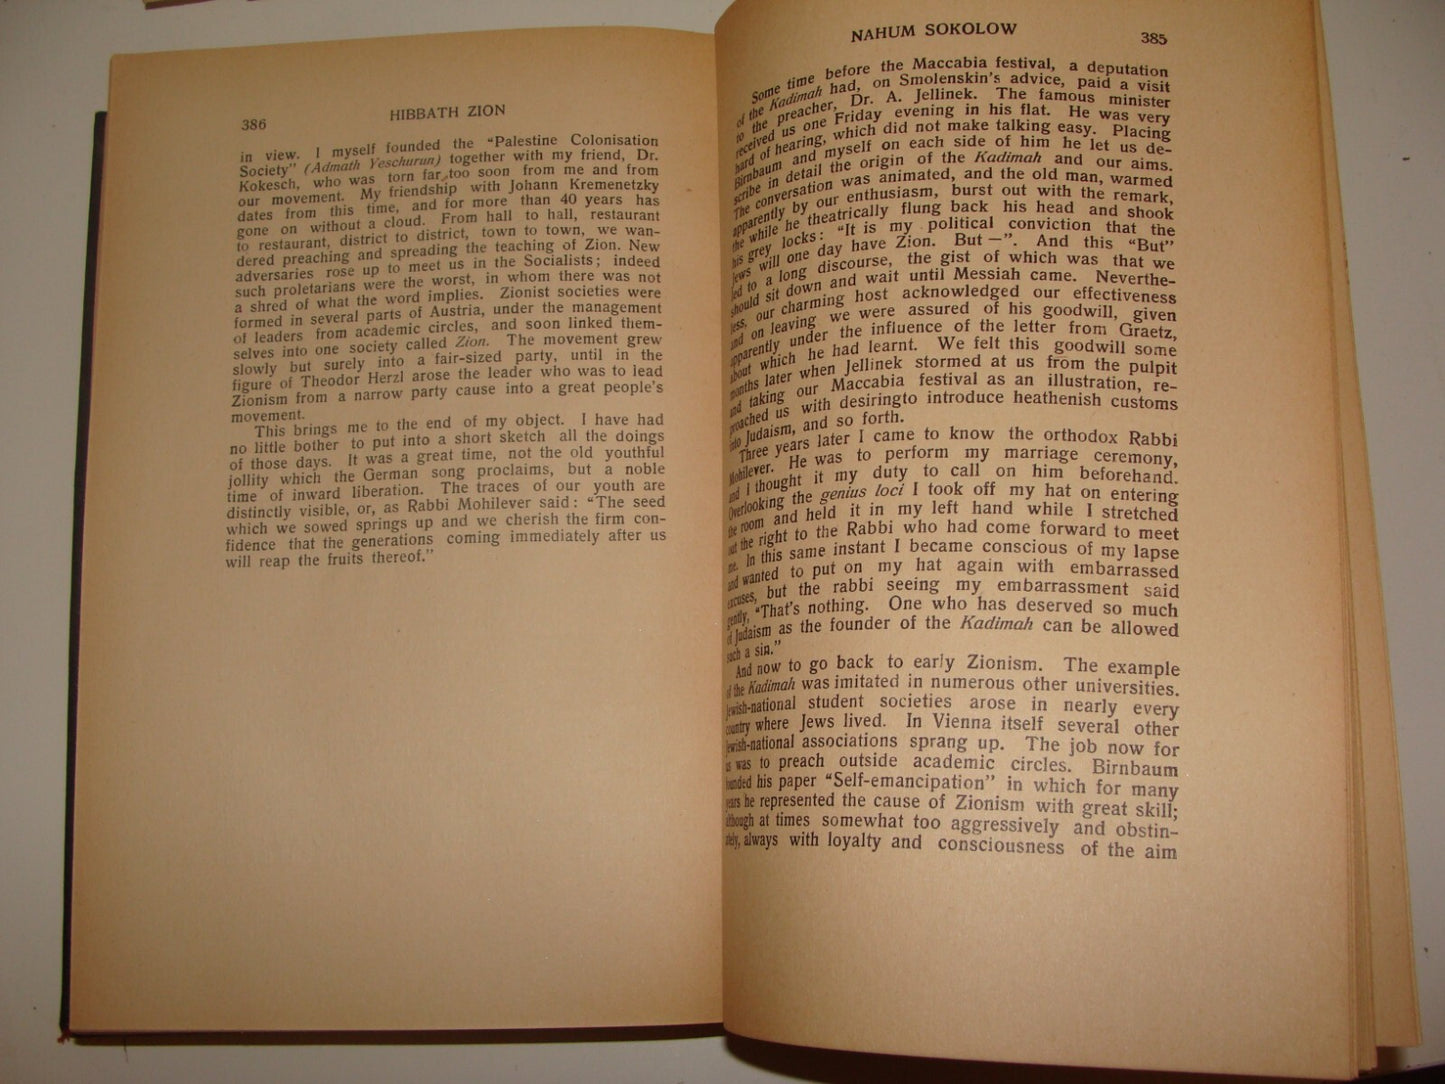 NAHUM SOKOLOW 385
Some time before the Maccabia festival, a deputation
of the Kadimah had, on Smolenskin's advice, paid a visit
to the preacher, Dr. A. Jellinek. The famous minister
received us one Friday evening in his flat. He was very
hard of hearing, which did not make talking easy. Placing
Birnbaum and myself on each side of him he let us de-
scribe in detail the origin of the Kadimah and our aims.
The conversation was animated, and the old man, warmed
apparently by our enthusiasm, burst out with the remark,
the while he theatrically flung back his head and shook
his grey locks: "It is my political conviction that the
Jews will one day have Zion. But —". And this "But"
led to a long discourse, the gist of which was that we
should sit down and wait until Messiah came. Neverthe-
less, our charming host acknowledged our effectiveness
and on leaving we were assured of his goodwill, given
apparently under the influence of the letter from Graetz,
about which he had learnt. We felt this goodwill some
months later when Jellinek stormed at us from the pulpit
and taking our Maccabia festival as an illustration, re-
proached us with desiringto introduce heathenish customs
into Judaism, and so forth.
Three years later I came to know the orthodox Rabbi
Mohilever. He was to perform my marriage ceremony,
and I thought it my duty to call on him beforehand.
Overlooking the genius loci I took off my hat on entering
the room and held it in my left hand while I stretched
out the right to the Rabbi who had come forward to meet
me. In this same instant I became conscious of my lapse
and wanted to put on my hat again with embarrassed
excuses, but the rabbi seeing my embarrassment said
gently, "That's nothing. One who has deserved so much
of Judaism as the founder of the Kadimah can be allowed
such a sin."
And now to go back to early Zionism. The example
of the Kadimah was imitated in numerous other universities.
Jewish-national student societies arose in nearly every
country where Jews lived. In Vienna itself several other
Jewish-national associations sprang up. The job now for
us was to preach outside academic circles. Birnbaum
founded his paper "Self-emancipation" in which for many
years he represented the cause of Zionism with great skill;
although at times somewhat too aggressively and obstin-
ately, always with loyalty and consciousness of the aim
386 HIBBATH ZION
in view. I myself founded the "Palestine Colonisation
Society" (Admath Yeschurun) together with my friend, Dr.
Kokesch, who was torn far too soon from me and from
our movement. My friendship with Johann Kremenetzky
dates from this time, and for more than 40 years has
gone on without a cloud. From hall to hall, restaurant
to restaurant, district to district, town to town, we wan-
dered preaching and spreading the teaching of Zion. New
adversaries rose up to meet us in the Socialists; indeed
such proletarians were the worst, in whom there was not
a shred of what the word implies. Zionist societies were
formed in several parts of Austria, under the management
of leaders from academic circles, and soon linked them-
selves into one society called Zion. The movement grew
slowly but surely into a fair-sized party, until in the
figure of Theodor Herzl arose the leader who was to lead
Zionism from a narrow party cause into a great people's
movement.
This brings me to the end of my object. I have had
no little bother to put into a short sketch all the doings
of those days. It was a great time, not the old youthful
jollity which the German song proclaims, but a noble
time of inward liberation. The traces of our youth are
distinctly visible, or, as Rabbi Mohilever said: "The seed
which we sowed springs up and we cherish the firm con-
fidence that the generations coming immediately after us
will reap the fruits thereof."